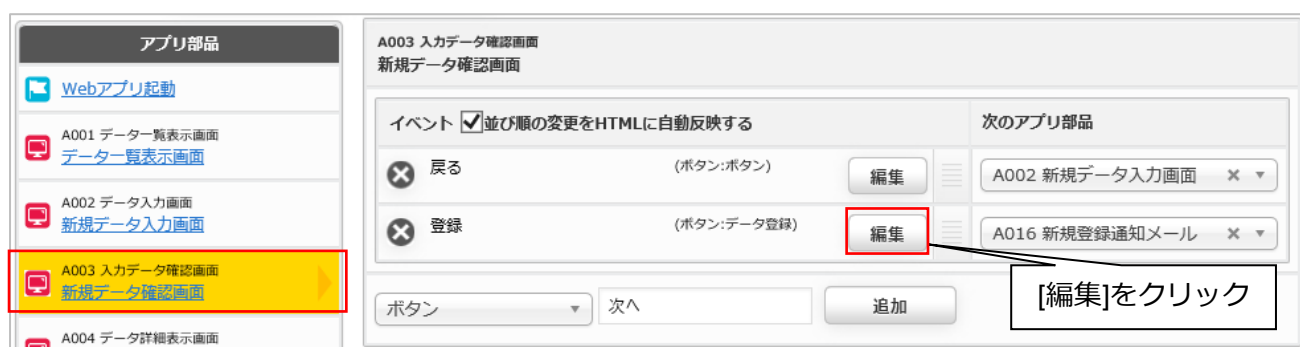 アプリ部品
Webアプリ起動
A001 データ一覧表示画面
データ一覧表示画面
A002 データ入力画面
新規データ入力画面
A003 入力データ確認画面
新規データ確認画面
A004 データ詳細表示画面
A003 入力データ確認画面
新規データ確認画面
イベント 並び順の変更をHTMLに自動反映する 次のアプリ部品
戻る (ボタン:ボタン) 編集 A002 新規データ入力画面
登録 (ボタン:データ登録) 編集 A016 新規登録通知メール
ボタン 次へ 追加
[編集]をクリック